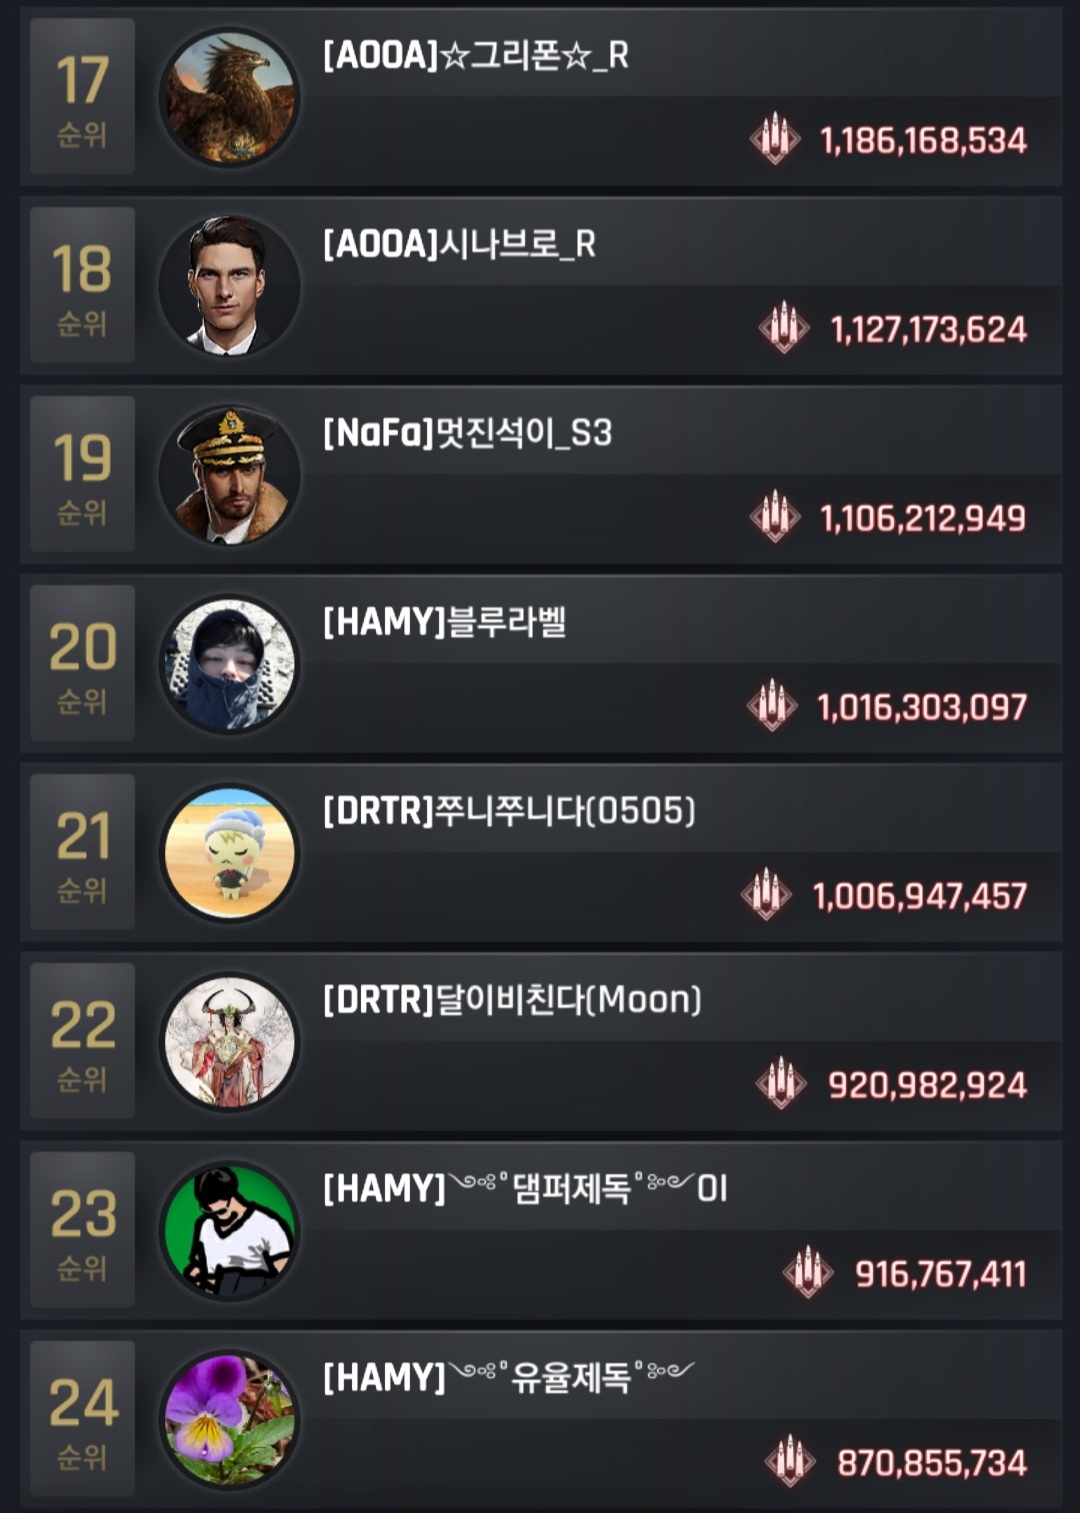 17
순위
[AOOA]☆그리폰☆_R
1,186,168,534
18
순위
[AOOA]시나브로_R
1,127,173,624
19
순위
[NaFa]멋진석이_S3
1,106,212,949
20
순위
[HAMY]블루라벨
1,016,303,097
21
순위
[DRTR]쭈니쭈니다(0505)
1,006,947,457
22
순위
[DRTR]달이비친다(Moon)
920,982,924
23
순위
[HAMY]༺˚댐퍼제독˚༻OI
916,767,411
24
순위
[HAMY]༺˚유율제독˚༻
870,855,734